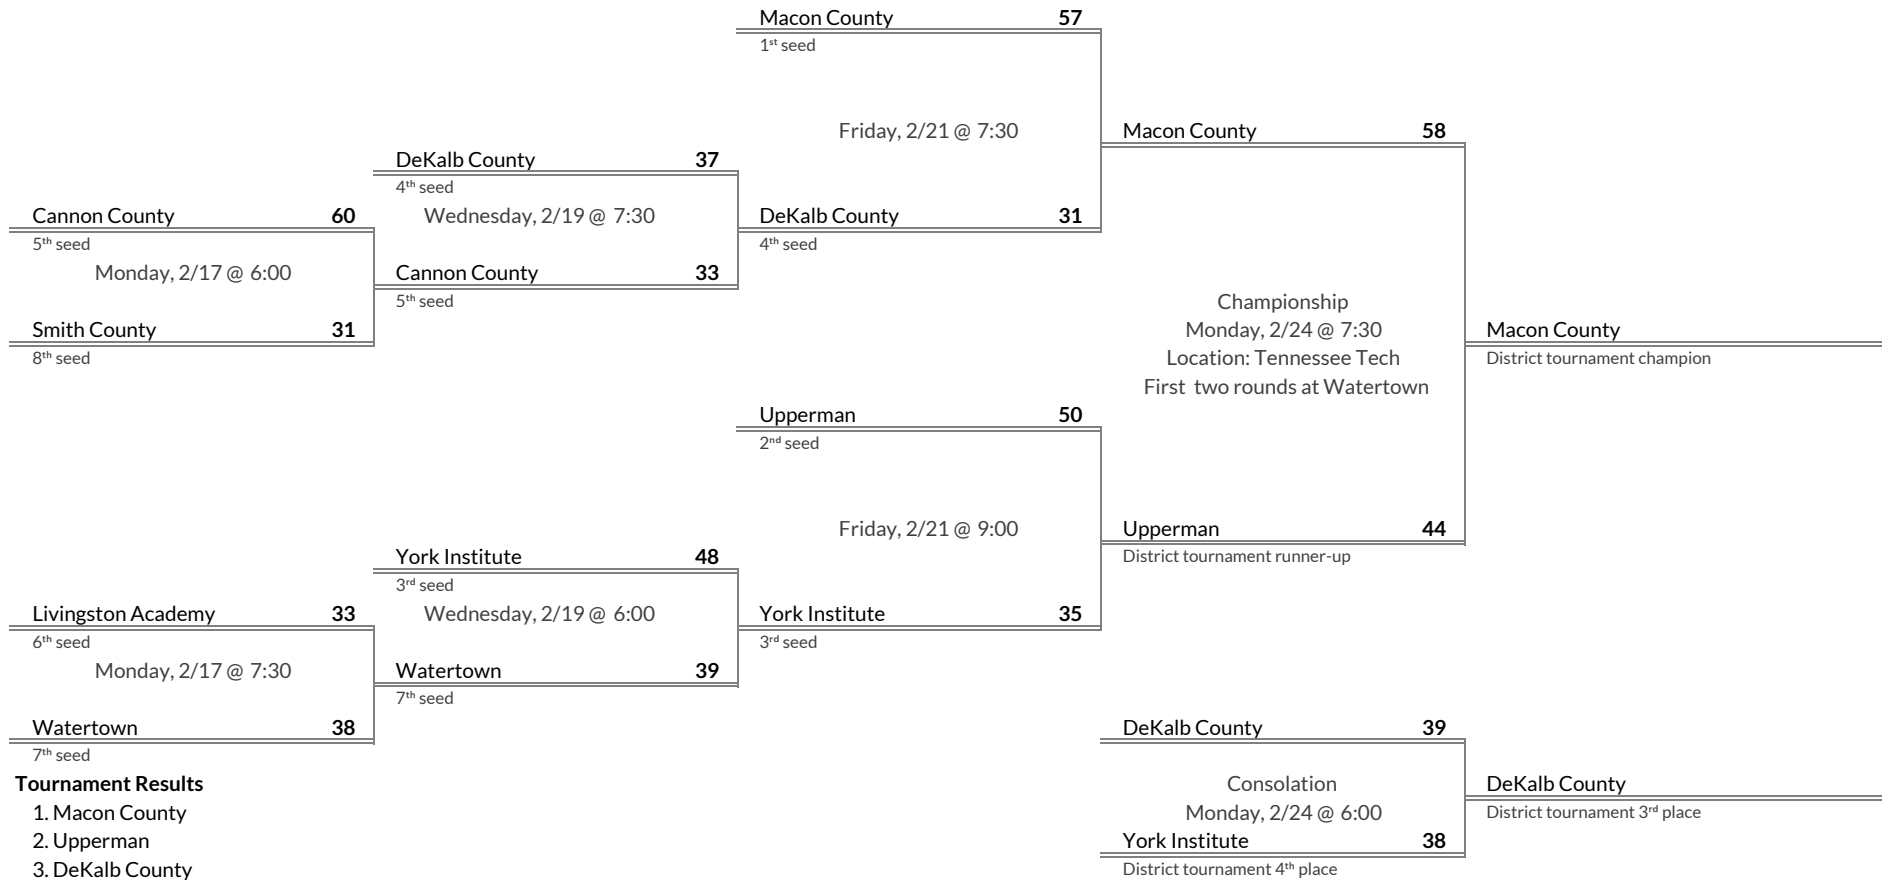 Macon County 57
1st seed
Friday, 2/21 @ 7:30
Macon County 58
DeKalb County 37
4th seed
Wednesday, 2/19 @ 7:30
DeKalb County 31
4th seed
Cannon County 60
5th seed
Monday, 2/17 @ 6:00
Cannon County 33
5th seed
Smith County 31
8th seed
Championship
Monday, 2/24 @ 7:30
Location: Tennessee Tech
First two rounds at Watertown
Macon County
District tournament champion
Upperman 50
2nd seed
Friday, 2/21 @ 9:00
Upperman 44
District tournament runner-up
York Institute 48
3rd seed
Wednesday, 2/19 @ 6:00
York Institute 35
3rd seed
Livingston Academy 33
6th seed
Monday, 2/17 @ 7:30
Watertown 39
7th seed
Watertown 38
7th seed
DeKalb County 39
Consolation
Monday, 2/24 @ 6:00
York Institute 38
District tournament 4th place
DeKalb County
District tournament 3rd place
Tournament Results
1. Macon County
2. Upperman
3. DeKalb County